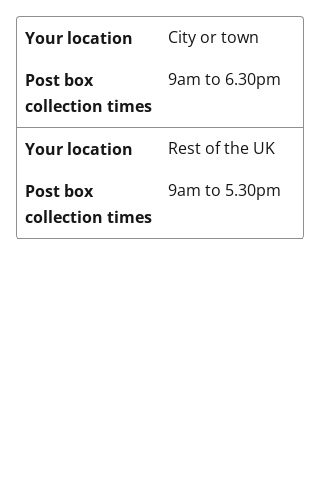 Your location City or town
Post box 9am to 6.30pm
collection times
Your location Rest of the UK
Post box 9am to 5.30pm
collection times